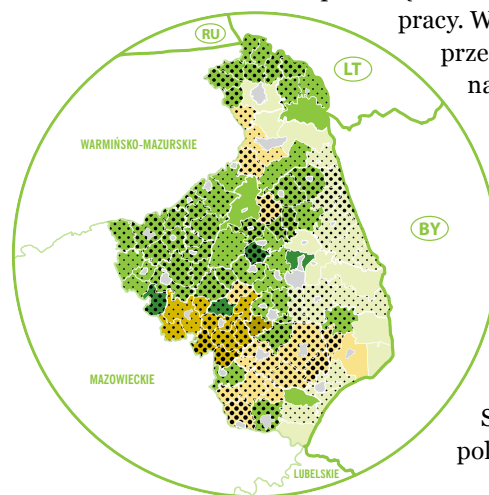 pracy. W
prze
na
RU
LT
WARMIŃSKO-MAZURSKIE
BY
MAZOWIECKIE
S
pol
LUBELSKIE